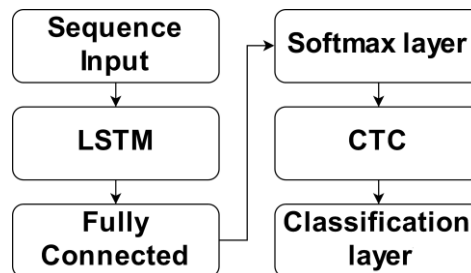 Sequence
Input
LSTM
Fully
Connected
Softmax layer
CTC
Classification
layer